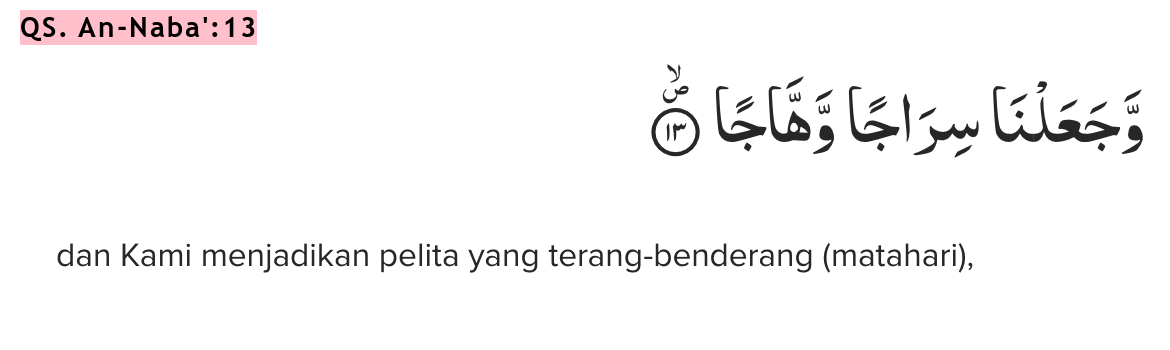 QS. An-Naba':13
وَّجَعَلْنَا سِرَاجًا وَّهَّاجًاۖ ١٣
dan Kami menjadikan pelita yang terang-benderang (matahari),